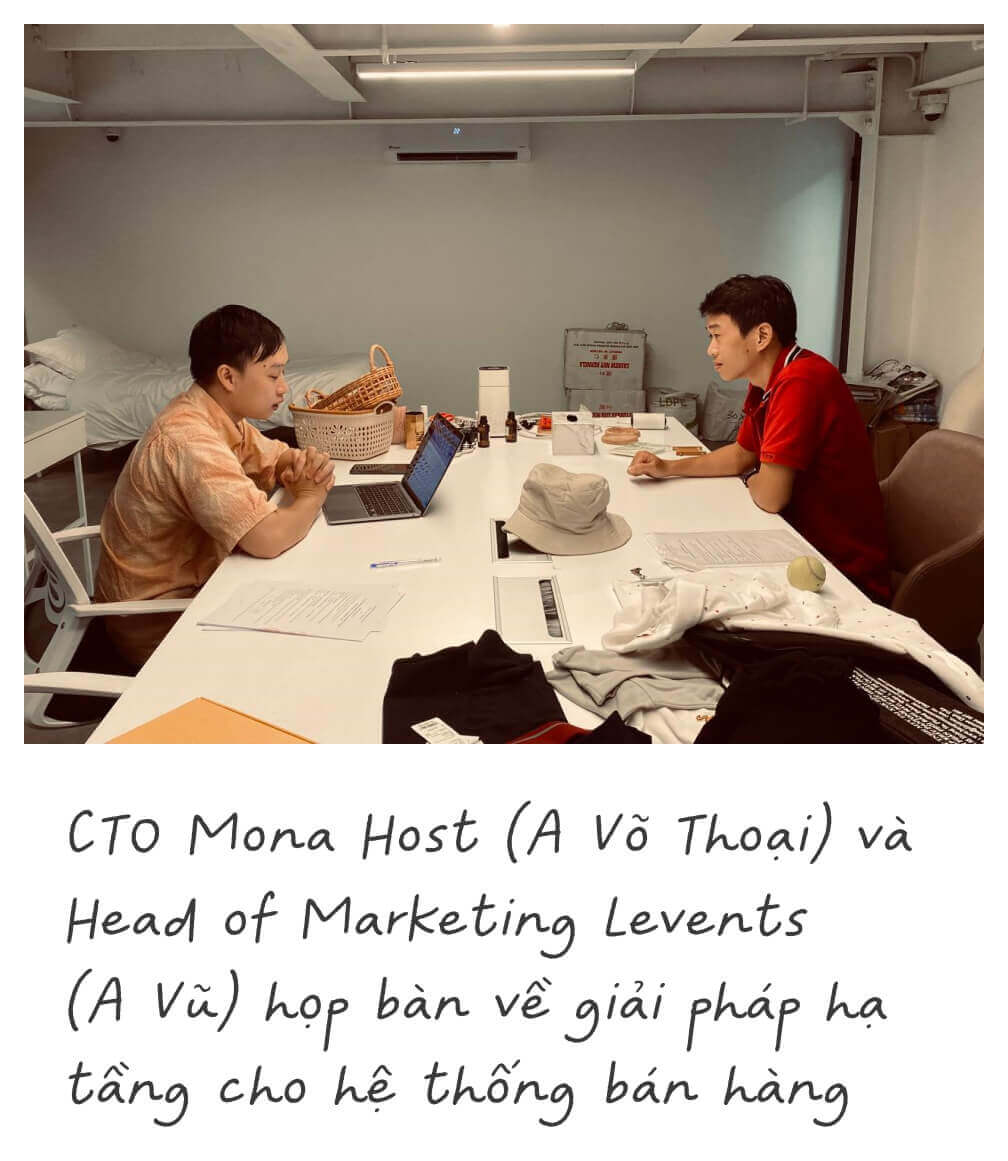 LDPE
CTO Mona Host (A Võ Thoại) và
Head of Marketing Levents
(A Vũ) họp bàn về giải pháp hạ
tầng cho hệ thống bán hàng